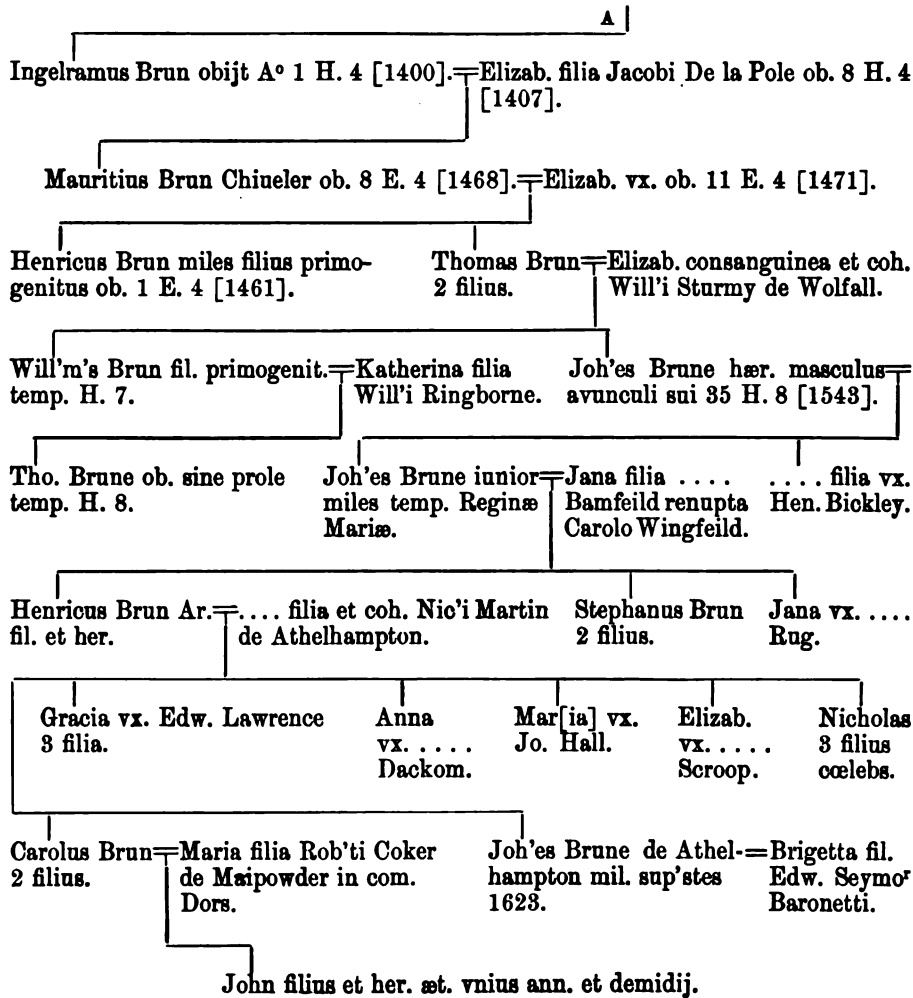 A
Ingelramus Brun obijt Aº 1 H. 4 [1400].=Elizab. filia Jacobi De la Pole ob. 8 H. 4
[1407].
Mauritius Brun Chiueler ob. 8 E. 4 [1468].=Elizab. vx. ob. 11 E. 4 [1471].
Henricus Brun miles filius primo-
genitus ob. 1 E. 4 [1461].
Thomas Brun=Elizab. consanguinea et coh.
2 filius.
Will'i Sturmy de Wolfall.
Will'm's Brun fil. primogenit.=Katherina filia
temp. H. 7.
Will'i Ringborne.
Joh'es Brune hær. masculus=
avunculi sui 35 H. 8 [1543].
Tho. Brune ob. sine prole
temp. H. 8.
Joh'es Brune iunior=Jana filia ....
miles temp. Reginæ
Mariæ.
Bamfeild renupta
Carolo Wingfeild.
.... filia vx.
Hen. Bickley.
Henricus Brun Ar.=.... filia et coh. Nic'i Martin
fil. et her.
de Athelhampton.
Stephanus Brun
2 filius.
Jana vx. .....
Rug.
Gracia vx. Edw. Lawrence
3 filia.
Anna
vx. .....
Dackom.
Mar[ia] vx.
Jo. Hall.
Elizab.
vx. .....
Scroop.
Nicholas
3 filius
cœlebs.
Carolus Brun=Maria filia Rob'ti Coker
2 filius.
de Maipowder in com.
Dors.
Joh'es Brune de Athel-=Brigetta fil.
hampton mil. sup'stes
1623.
Edw. Seymoʳ
Baronetti.
John filius et her. æt. vnius ann. et demidij.